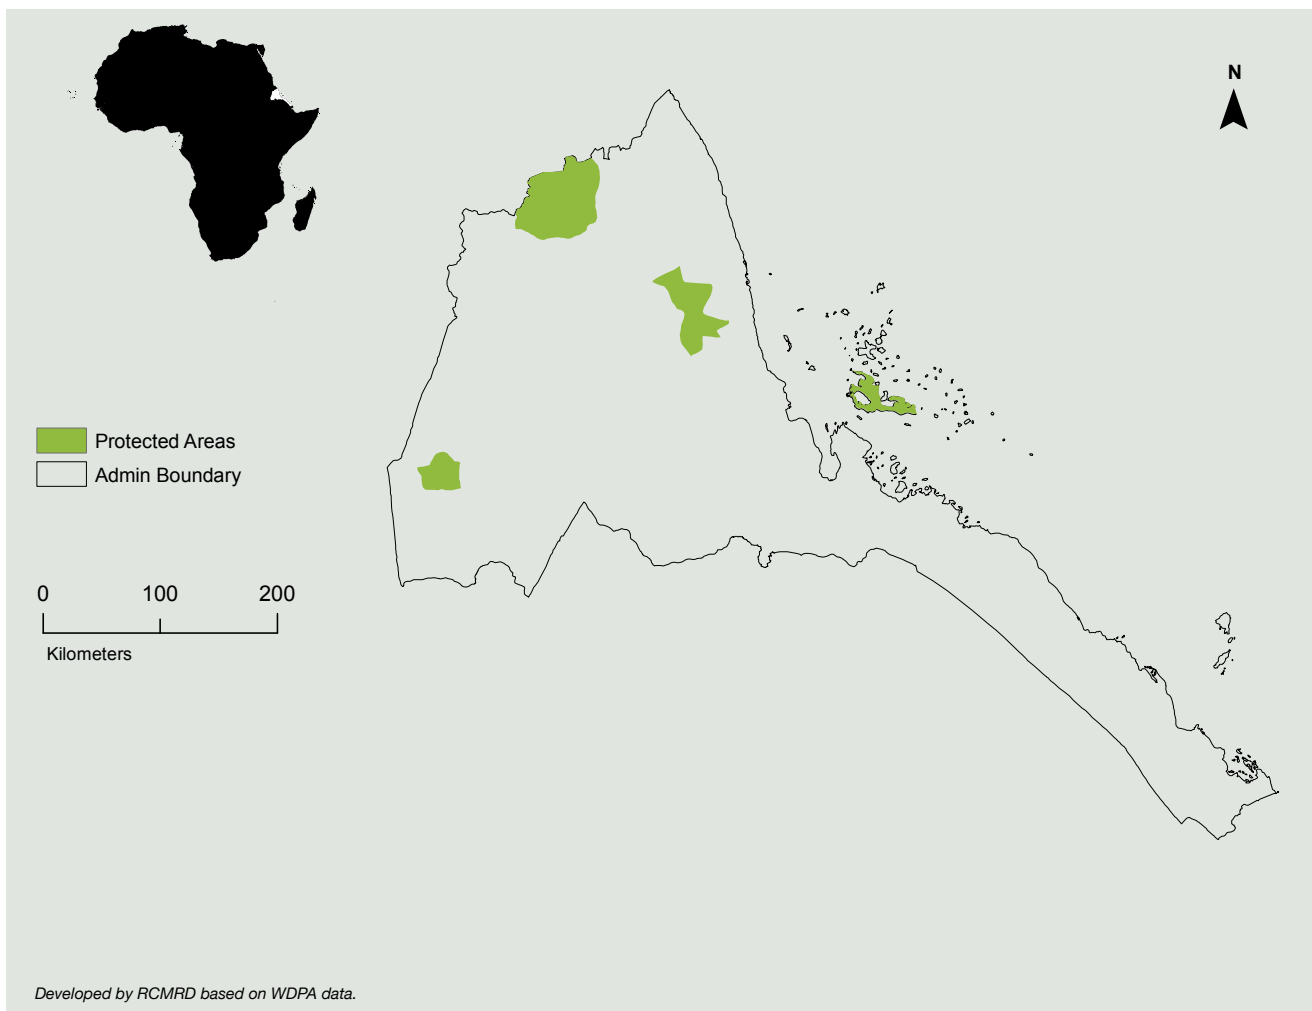 N
Protected Areas
Admin Boundary
0 100 200
Kilometers
Developed by RCMRD based on WDPA data.